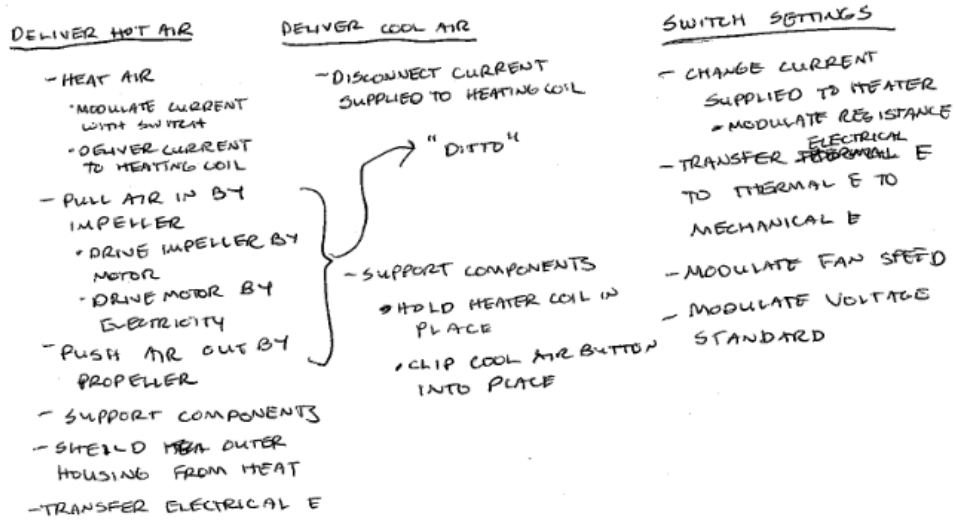 DELIVER HOT AIR
- HEAT AIR
• MODULATE CURRENT
WITH SWITCH
• DELIVER CURRENT
TO HEATING COIL
- PULL AIR IN BY
IMPELLER
• DRIVE IMPELLER BY
MOTOR
• DRIVE MOTOR BY
ELECTRICITY
- PUSH AIR OUT BY
PROPELLER
- SUPPORT COMPONENTS
- SHEILD OUTER
HOUSING FROM HEAT
- TRANSFER ELECTRICAL E
DELIVER COOL AIR
- DISCONNECT CURRENT
SUPPLIED TO HEATING COIL
"DITTO"
- SUPPORT COMPONENTS
• HOLD HEATER COIL IN
PLACE
• CLIP COOL AIR BUTTON
INTO PLACE
SWITCH SETTINGS
- CHANGE CURRENT
SUPPLIED TO HEATER
• MODULATE RESISTANCE
ELECTRICAL
- TRANSFER THERMAL E
TO THERMAL E TO
MECHANICAL E
- MODULATE FAN SPEED
- MODULATE VOLTAGE
STANDARD